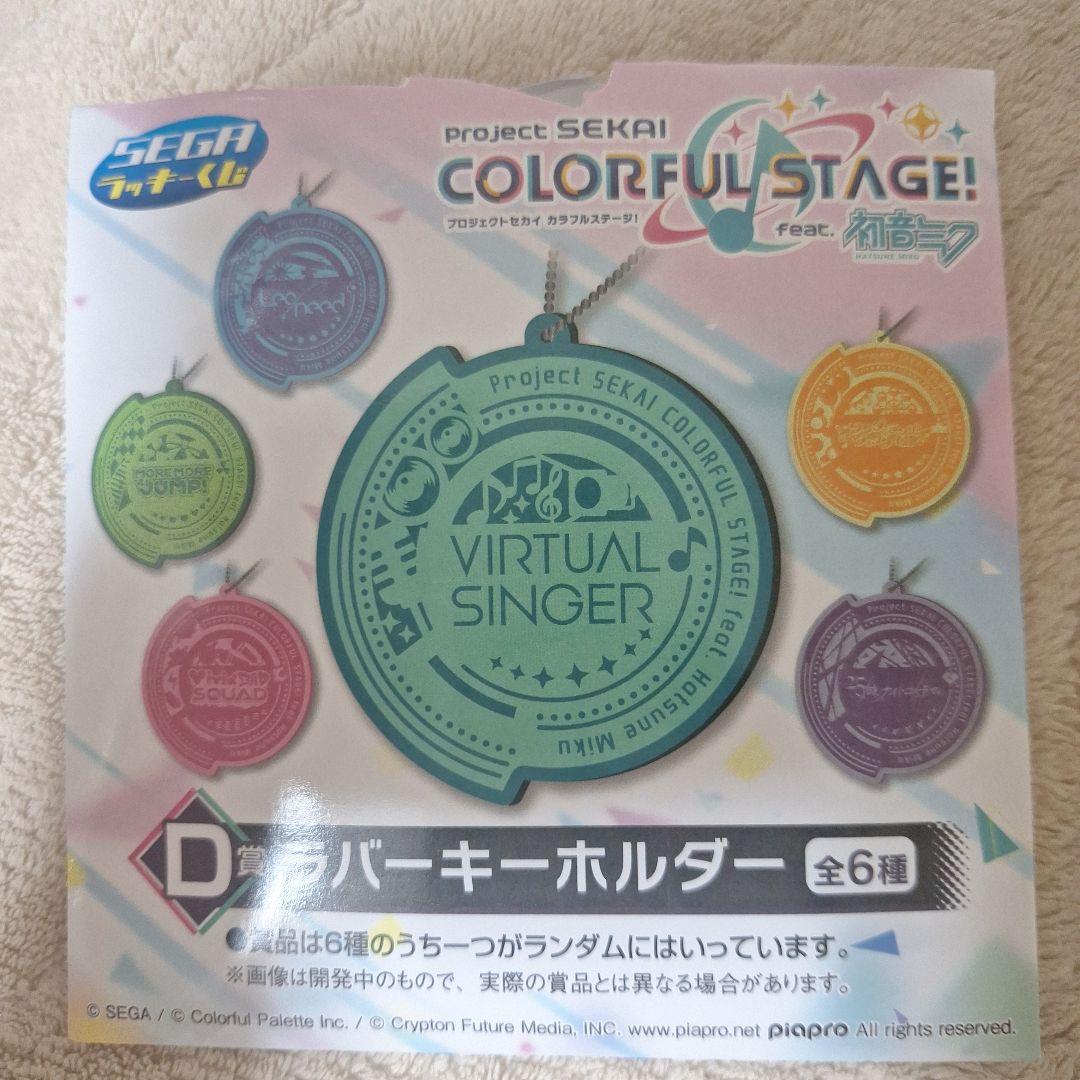 SEGA
ラッキーくじ
Project SEKAI
COLORFUL STAGE!
プロジェクトセカイ カラフルステージ!
feat. 初音ミク
HATSUNE MIKU
Leo/need
Project SEKAI COLORFUL STAGE! feat. Hatsune Miku
VIRTUAL
SINGER
MORE MORE
JUMP!
SQUAD
D賞
ラバーキーホルダー
全6種
●賞品は6種のうち一つがランダムにはいっています。
※画像は開発中のもので、実際の賞品とは異なる場合があります。
© SEGA / © Colorful Palette Inc. / © Crypton Future Media, INC. www.piapro.net piapro All rights reserved.